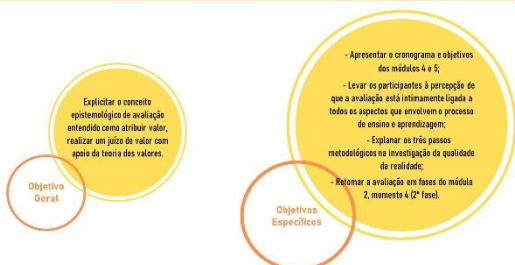 Explicitar o conceito
epistemológico de avaliação
entendido como atribuir valor,
realizar um juízo de valor com
apoio da teoria dos valores.
Objetivo
Geral
- Apresentar o cronograma e objetivos
dos módulos 4 e 5;
- Levar os participantes à percepção de
que a avaliação está intimamente ligada a
todos os aspectos que envolvem o processo
de ensino e aprendizagem;
- Explanar os três passos
metodológicos na investigação da qualidade
da realidade;
- Retomar a avaliação em fases do módulo
2, momento 4 (2ª fase).
Objetivos
Específicos